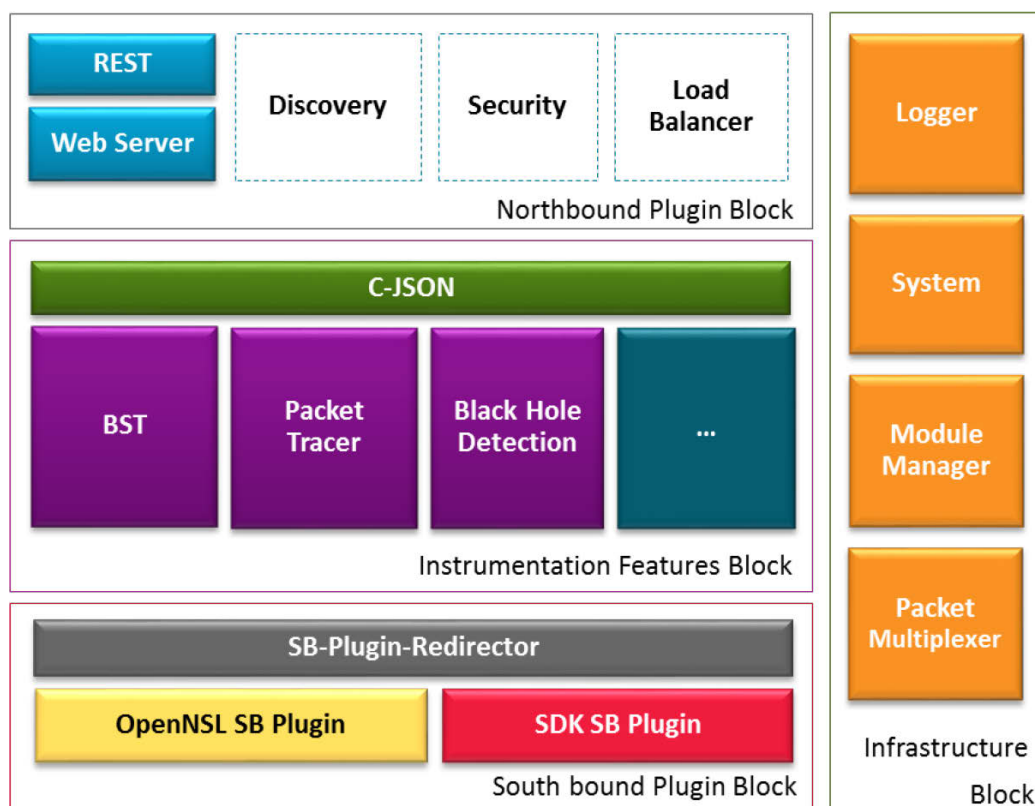 REST
Web Server
Discovery
Security
Load
Balancer
Northbound Plugin Block
C-JSON
BST
Packet
Tracer
Black Hole
Detection
...
Instrumentation Features Block
SB-Plugin-Redirector
OpenNSL SB Plugin
SDK SB Plugin
South bound Plugin Block
Logger
System
Module
Manager
Packet
Multiplexer
Infrastructure
Block